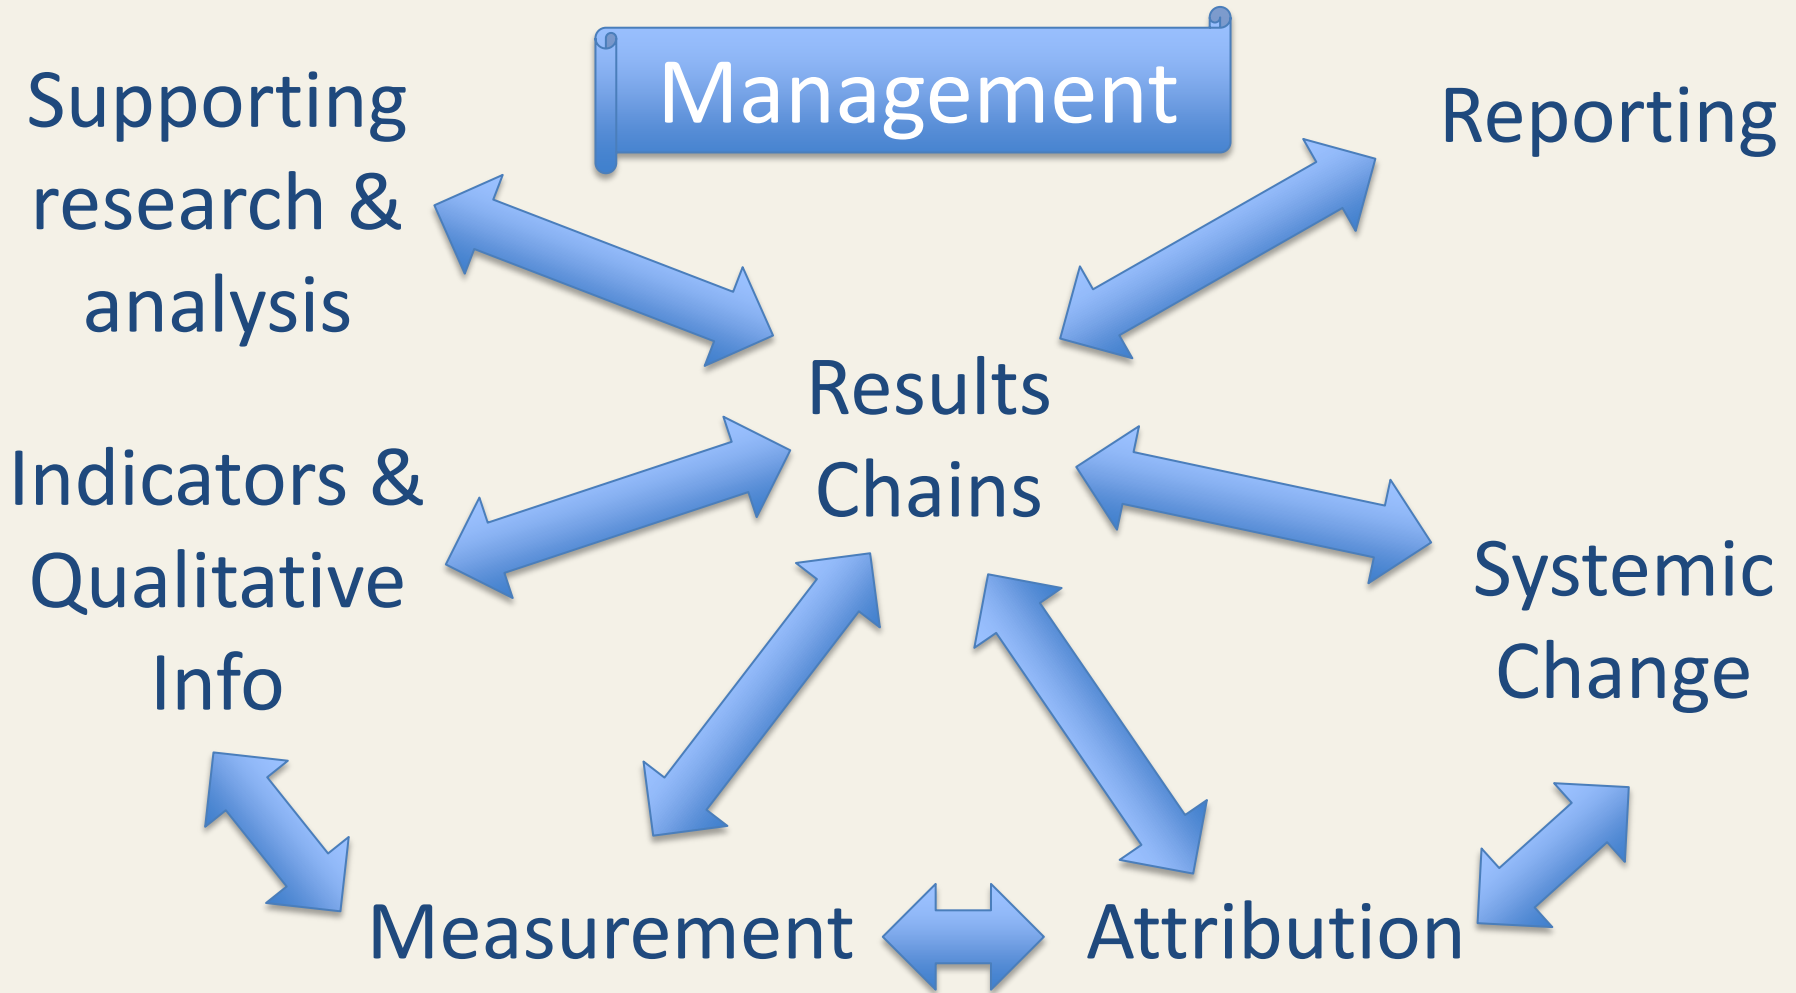 Management
Supporting
research &
analysis
Reporting
Results
Chains
Indicators &
Qualitative
Info
Systemic
Change
Measurement
Attribution